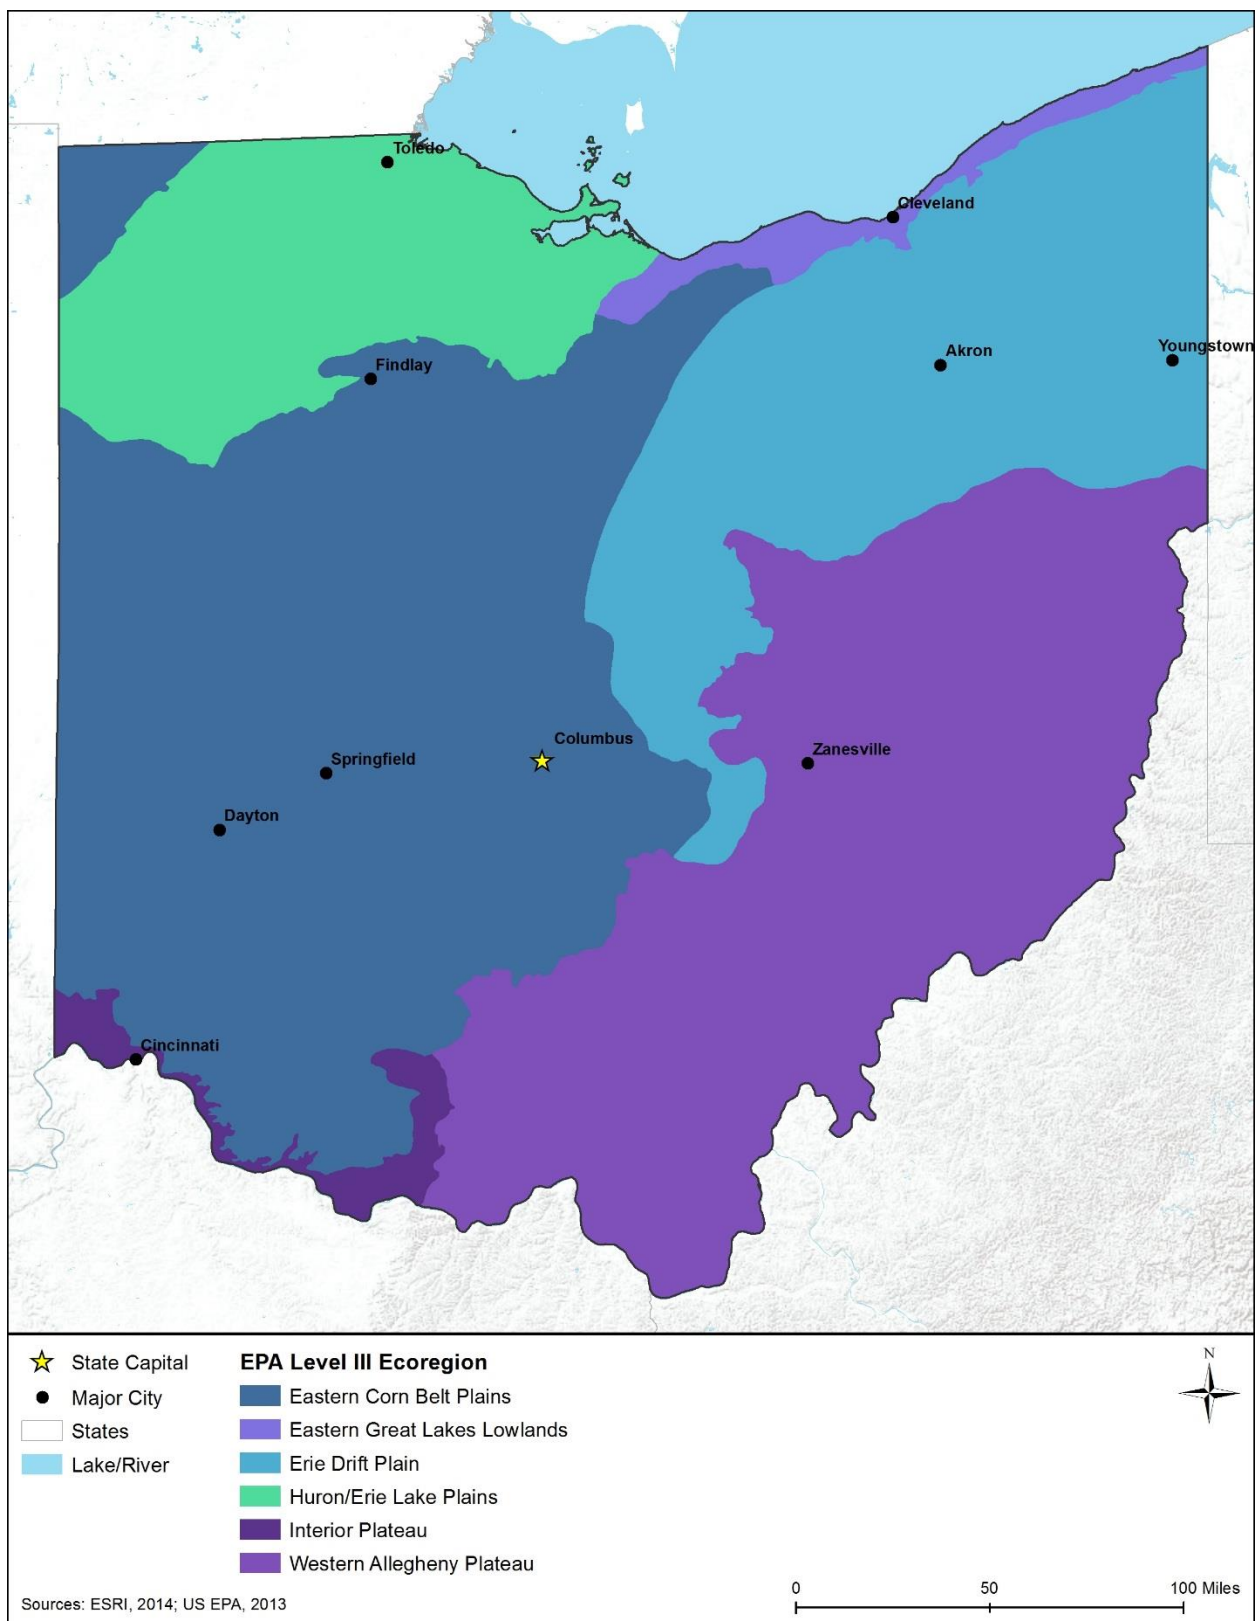 Toledo
Cleveland
Findlay
Akron
Youngstown
Columbus
Springfield
Zanesville
Dayton
Cincinnati
State Capital
Major City
States
Lake/River
EPA Level III Ecoregion
Eastern Corn Belt Plains
Eastern Great Lakes Lowlands
Erie Drift Plain
Huron/Erie Lake Plains
Interior Plateau
Western Allegheny Plateau
N
0 50 100 Miles
Sources: ESRI, 2014; US EPA, 2013